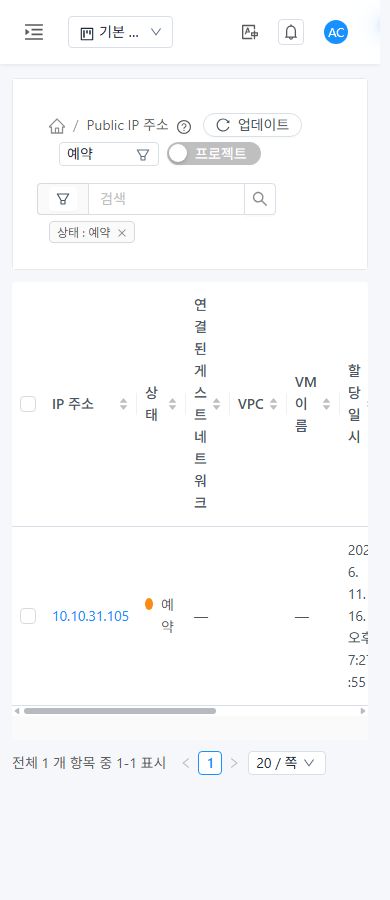 기본 ...
AC
/ Public IP 주소
업데이트
예약
프로젝트
검색
상태 : 예약
IP 주소
상
태
연
결
된
게
스
트
네
트
워
크
VPC
VM
이
름
할
당
일
시
10.10.31.105
예
약
—
—
202
6.
11.
16.
오후
7:27
:55
전체 1 개 항목 중 1-1 표시
1
20 / 쪽